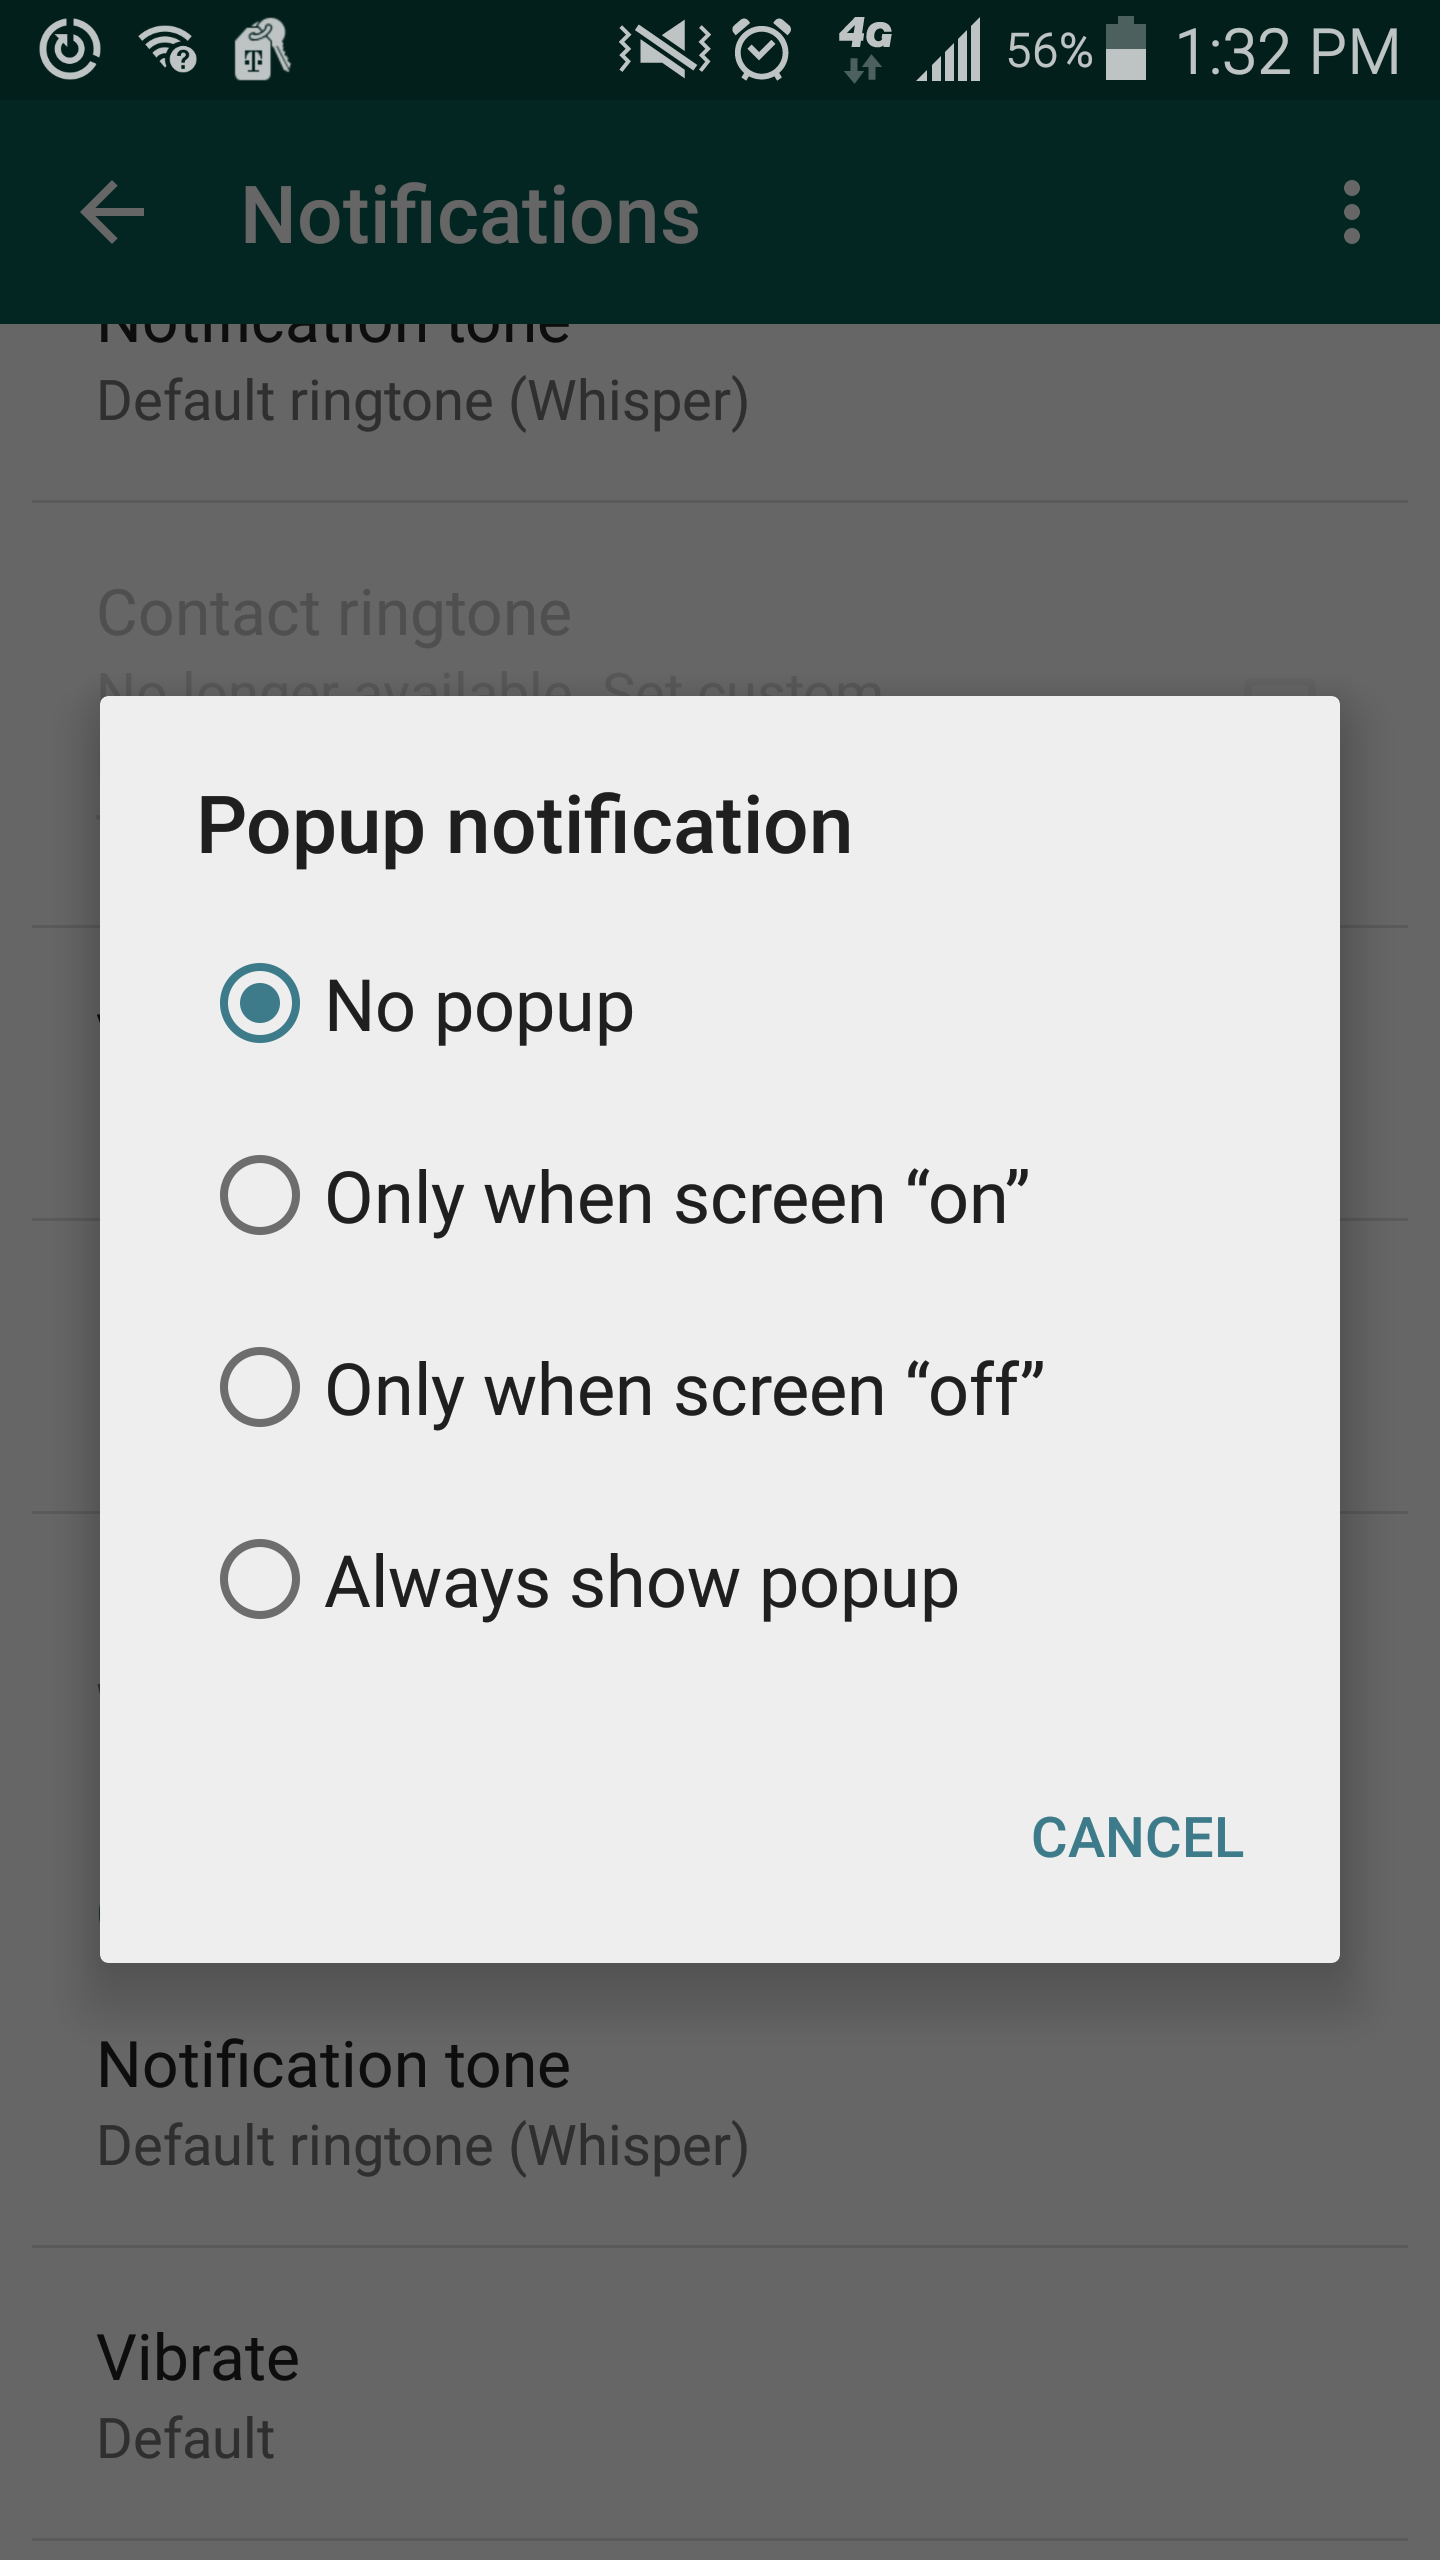 4G 56% 1:32 PM
Notifications
Notification tone
Default ringtone (Whisper)
Contact ringtone
No longer available. Set custom
Popup notification
No popup
Only when screen “on”
Only when screen “off”
Always show popup
CANCEL
Notification tone
Default ringtone (Whisper)
Vibrate
Default